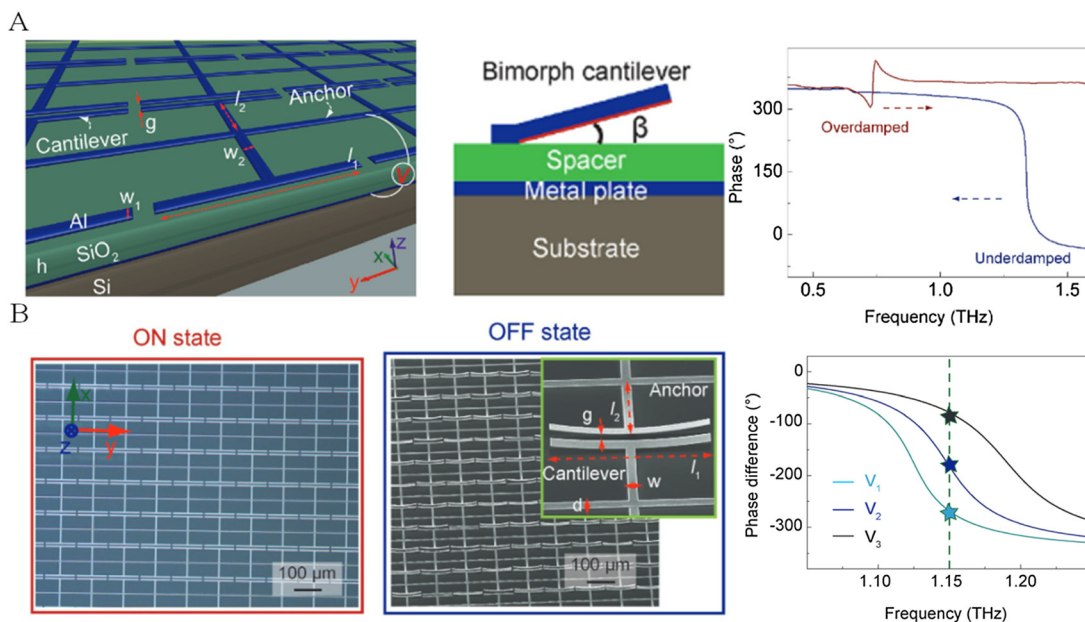 A
Cantilever
g
l₂
Anchor
w₂
l₁
V
w₁
Al
SiO₂
h
Si
z
x
y
Bimorph cantilever
β
Spacer
Metal plate
Substrate
Phase (°)
300
150
0
Overdamped
Underdamped
0.5
1.0
1.5
Frequency (THz)
B
ON state
x
z
y
100 µm
OFF state
Anchor
g
l₂
Cantilever
l₁
w
d
100 µm
Phase difference (°)
0
-100
-200
-300
V₁
V₂
V₃
1.10
1.15
1.20
Frequency (THz)